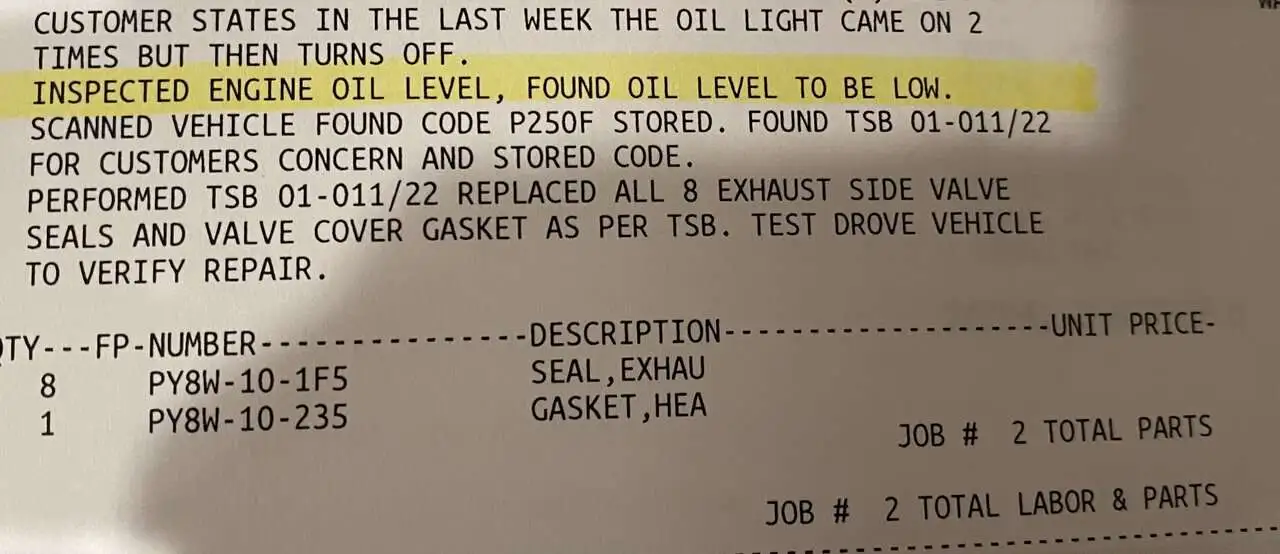 CUSTOMER STATES IN THE LAST WEEK THE OIL LIGHT CAME ON 2
TIMES BUT THEN TURNS OFF.
INSPECTED ENGINE OIL LEVEL, FOUND OIL LEVEL TO BE LOW.
SCANNED VEHICLE FOUND CODE P250F STORED. FOUND TSB 01-011/22
FOR CUSTOMERS CONCERN AND STORED CODE.
PERFORMED TSB 01-011/22 REPLACED ALL 8 EXHAUST SIDE VALVE
SEALS AND VALVE COVER GASKET AS PER TSB. TEST DROVE VEHICLE
TO VERIFY REPAIR.
QTY---FP-NUMBER---------------DESCRIPTION--------------------UNIT PRICE-
8 PY8W-10-1F5 SEAL,EXHAU
1 PY8W-10-235 GASKET,HEA
JOB # 2 TOTAL PARTS
JOB # 2 TOTAL LABOR & PARTS